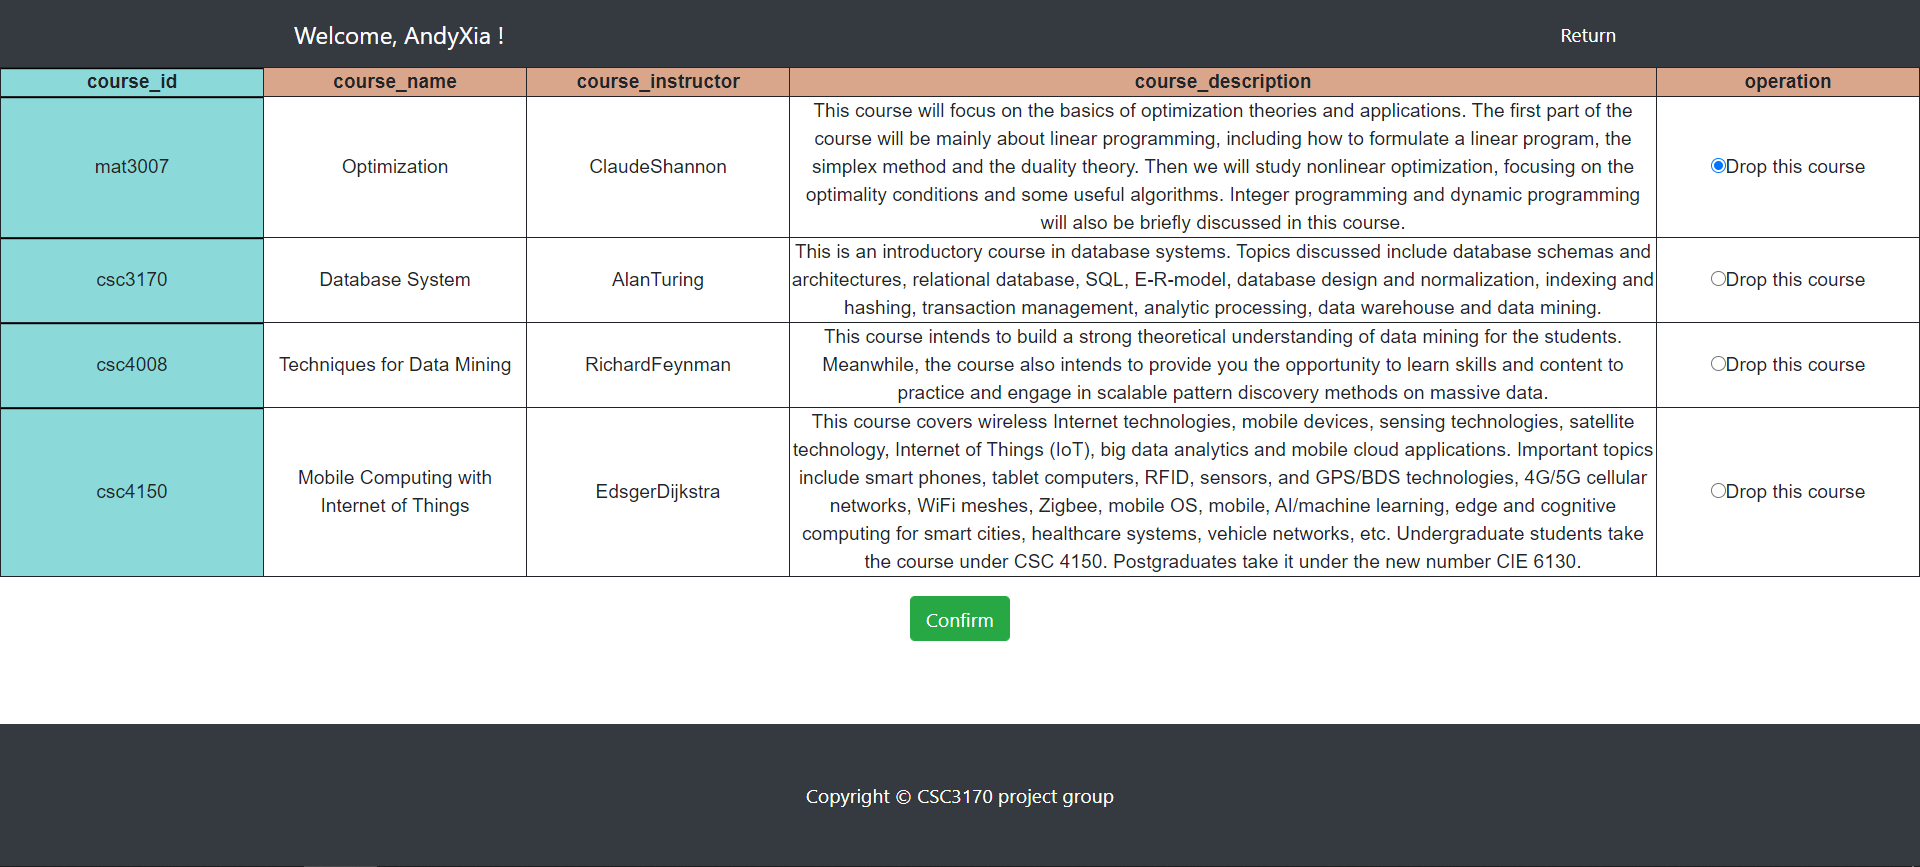 Welcome, AndyXia !
Return
course_id course_name course_instructor course_description operation
mat3007
Optimization
ClaudeShannon
This course will focus on the basics of optimization theories and applications. The first part of the
course will be mainly about linear programming, including how to formulate a linear program, the
simplex method and the duality theory. Then we will study nonlinear optimization, focusing on the
optimality conditions and some useful algorithms. Integer programming and dynamic programming
will also be briefly discussed in this course.
Drop this course
csc3170
Database System
AlanTuring
This is an introductory course in database systems. Topics discussed include database schemas and
architectures, relational database, SQL, E-R-model, database design and normalization, indexing and
hashing, transaction management, analytic processing, data warehouse and data mining.
Drop this course
csc4008
Techniques for Data Mining
RichardFeynman
This course intends to build a strong theoretical understanding of data mining for the students.
Meanwhile, the course also intends to provide you the opportunity to learn skills and content to
practice and engage in scalable pattern discovery methods on massive data.
Drop this course
csc4150
Mobile Computing with
Internet of Things
EdsgerDijkstra
This course covers wireless Internet technologies, mobile devices, sensing technologies, satellite
technology, Internet of Things (IoT), big data analytics and mobile cloud applications. Important topics
include smart phones, tablet computers, RFID, sensors, and GPS/BDS technologies, 4G/5G cellular
networks, WiFi meshes, Zigbee, mobile OS, mobile, AI/machine learning, edge and cognitive
computing for smart cities, healthcare systems, vehicle networks, etc. Undergraduate students take
the course under CSC 4150. Postgraduates take it under the new number CIE 6130.
Drop this course
Confirm
Copyright © CSC3170 project group